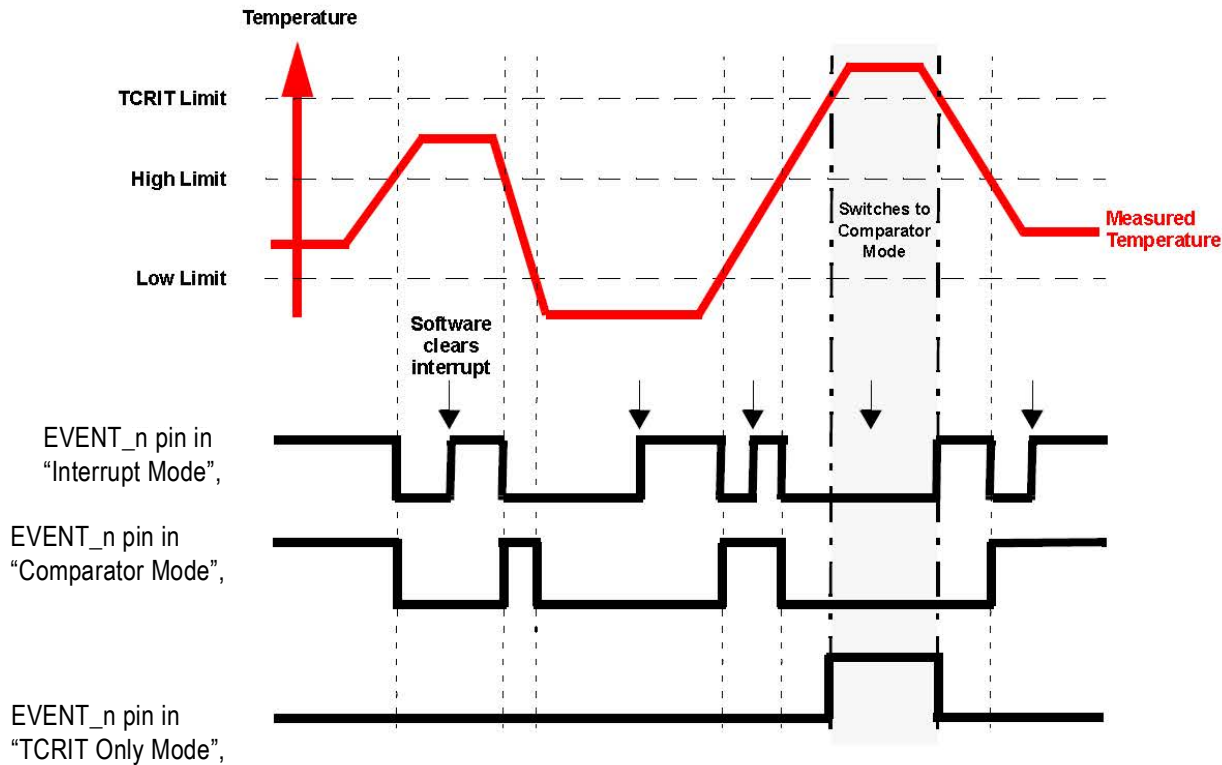 Temperature
TCRIT Limit
High Limit
Switches to
Comparator
Mode
Measured
Temperature
Low Limit
Software
clears
interrupt
EVENT_n pin in
“Interrupt Mode”,
EVENT_n pin in
“Comparator Mode”,
EVENT_n pin in
“TCRIT Only Mode”,